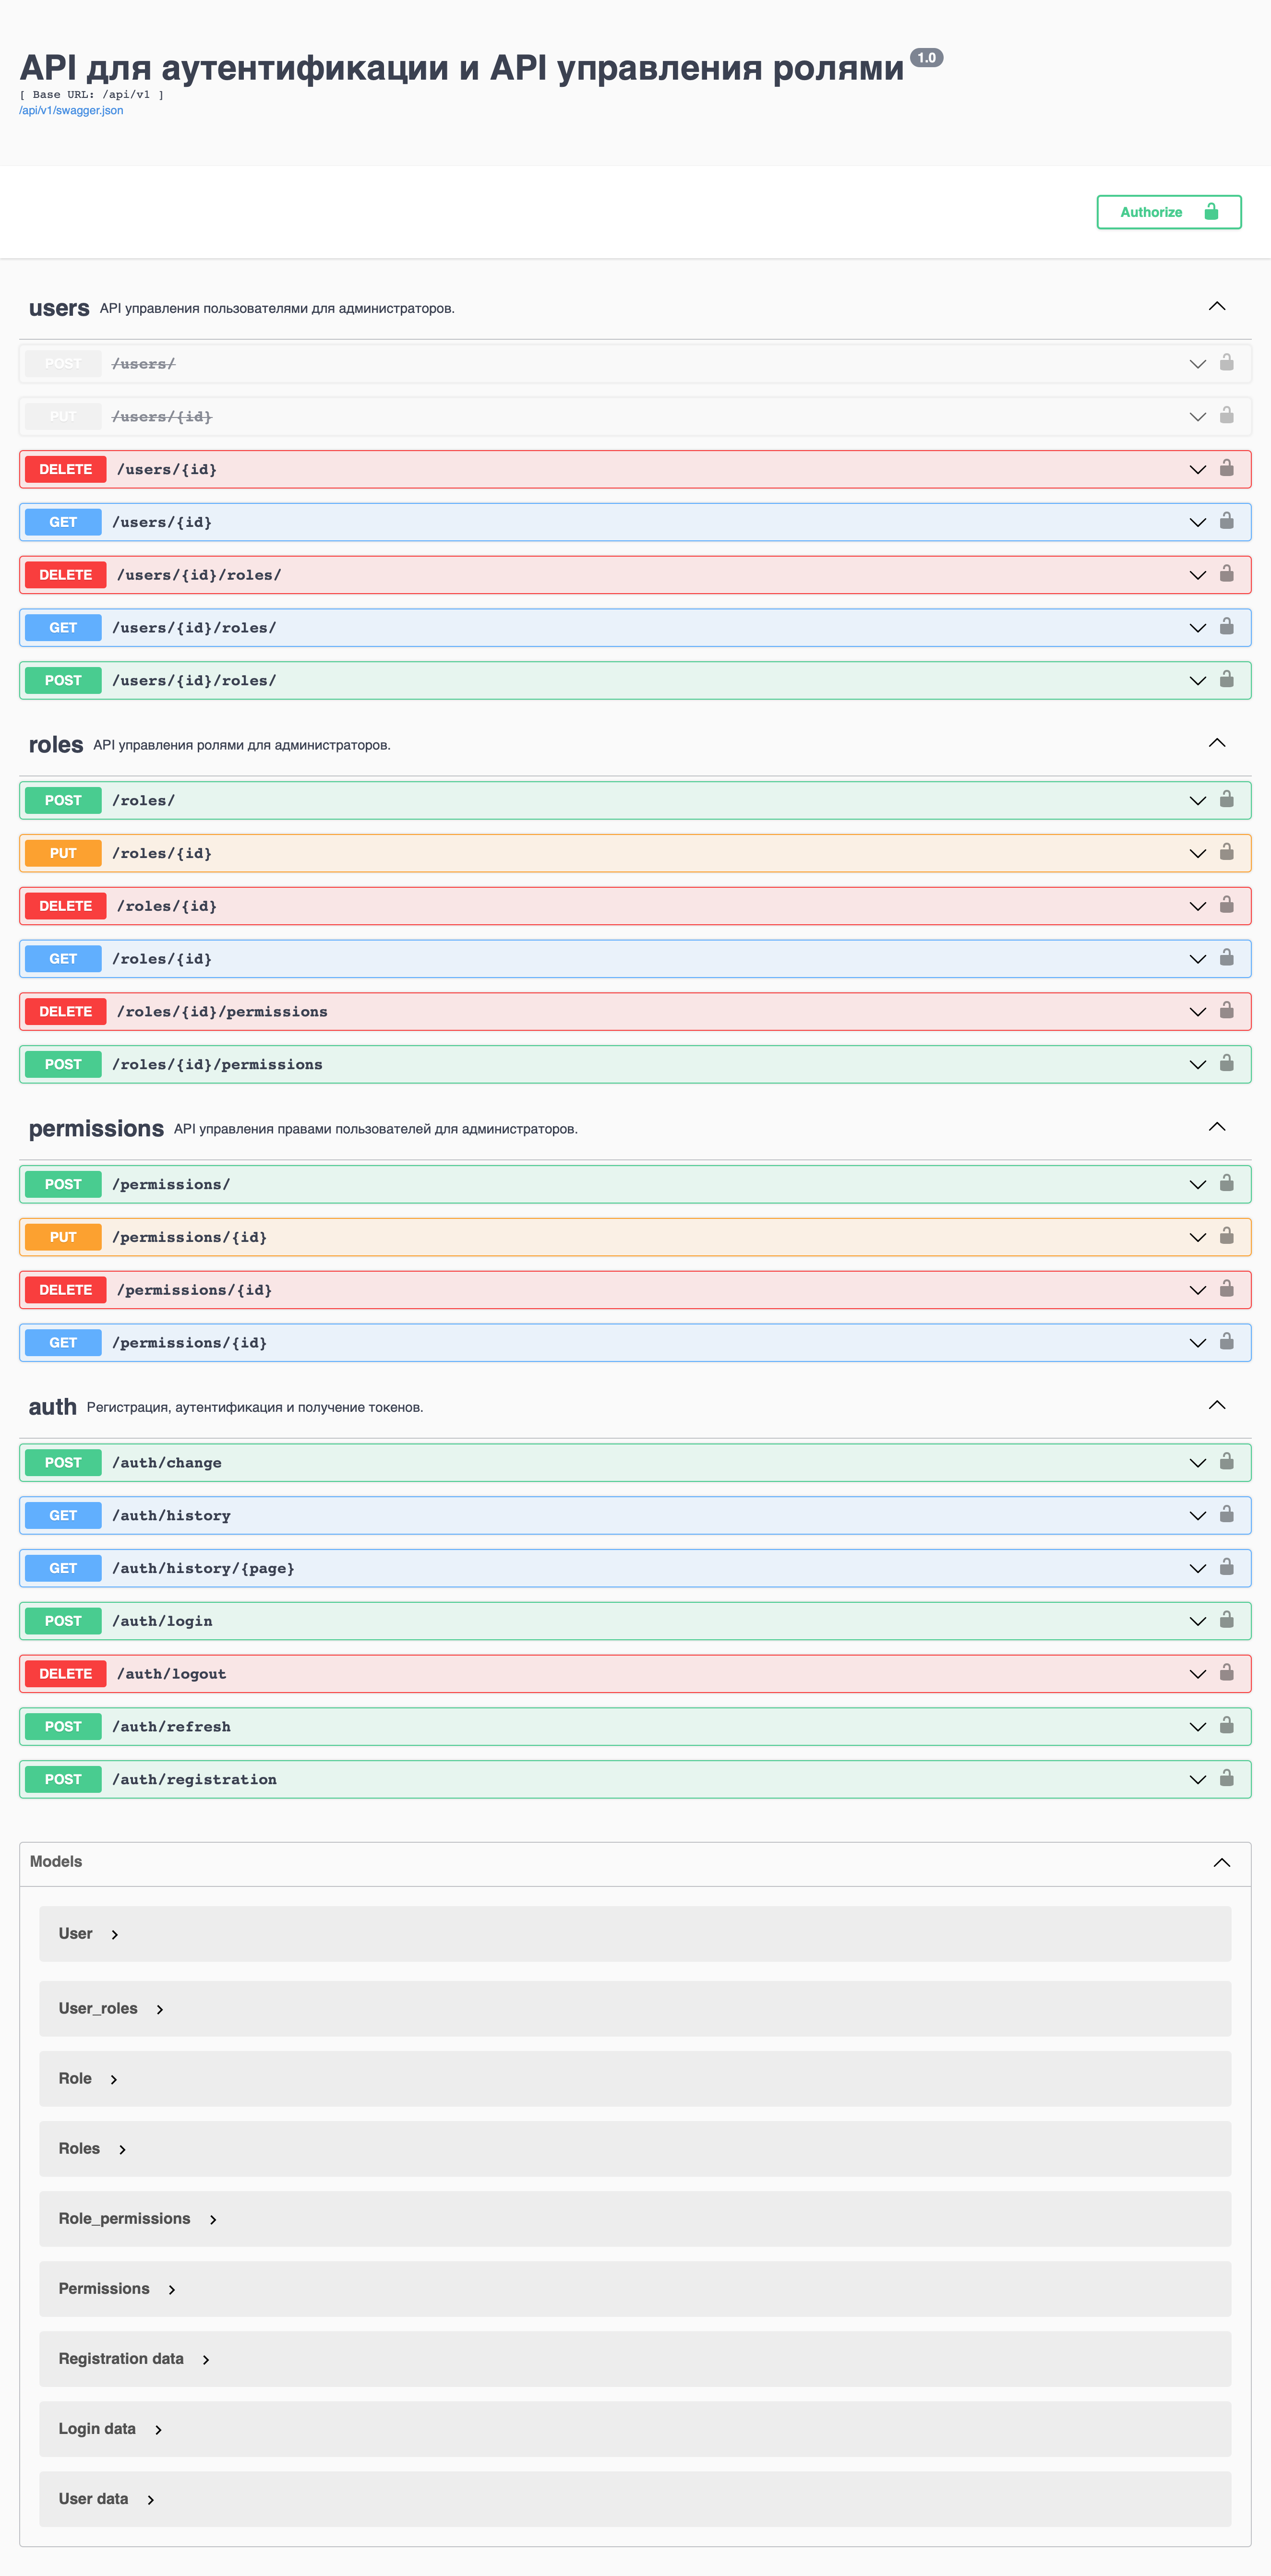 API для аутентификации и API управления ролями 1.0
[ Base URL: /api/v1 ]
/api/v1/swagger.json
Authorize
users API управления пользователями для администраторов.
POST /users/
PUT /users/{id}
DELETE /users/{id}
GET /users/{id}
DELETE /users/{id}/roles/
GET /users/{id}/roles/
POST /users/{id}/roles/
roles API управления ролями для администраторов.
POST /roles/
PUT /roles/{id}
DELETE /roles/{id}
GET /roles/{id}
DELETE /roles/{id}/permissions
POST /roles/{id}/permissions
permissions API управления правами пользователей для администраторов.
POST /permissions/
PUT /permissions/{id}
DELETE /permissions/{id}
GET /permissions/{id}
auth Регистрация, аутентификация и получение токенов.
POST /auth/change
GET /auth/history
GET /auth/history/{page}
POST /auth/login
DELETE /auth/logout
POST /auth/refresh
POST /auth/registration
Models
User
User_roles
Role
Roles
Role_permissions
Permissions
Registration data
Login data
User data